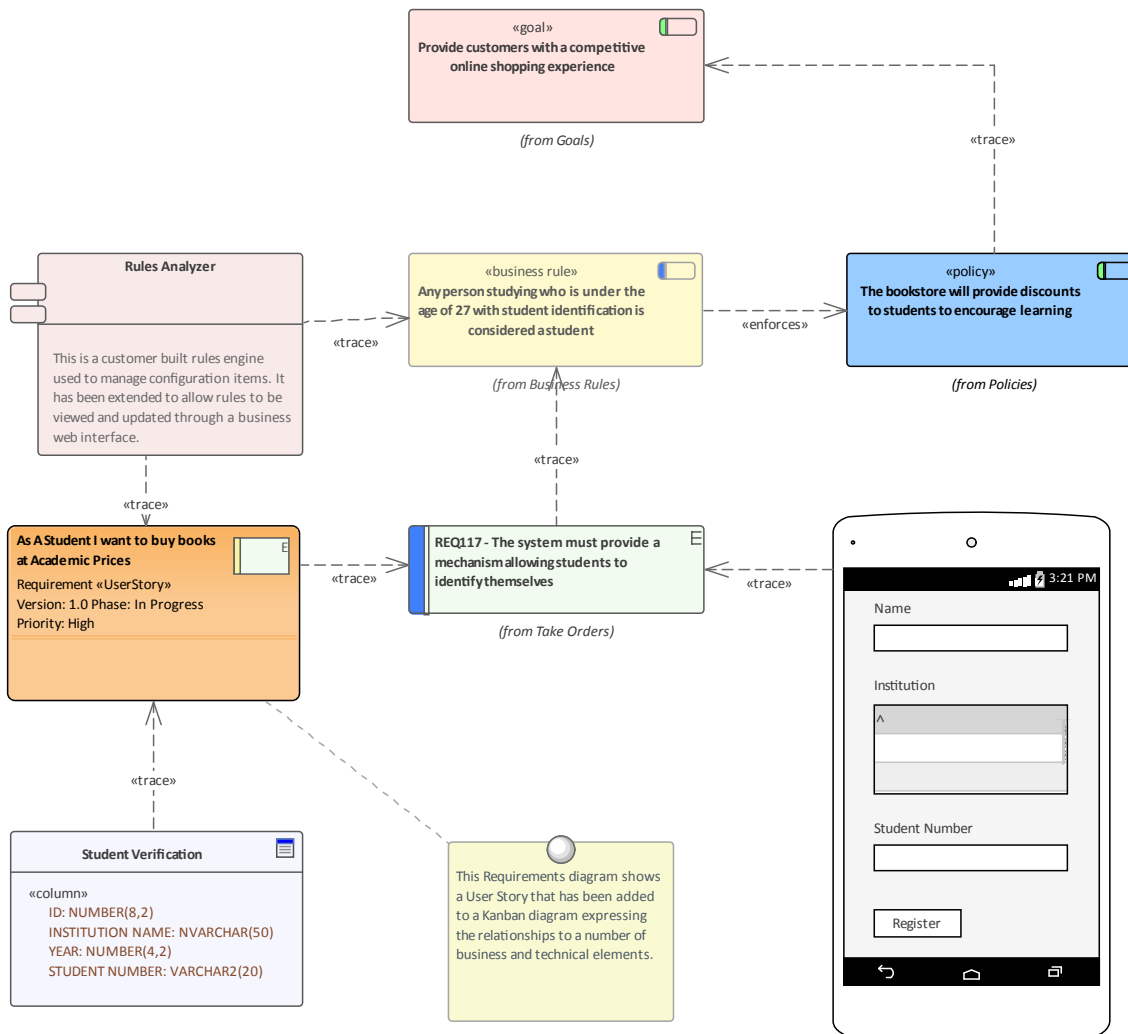 «goal»
Provide customers with a competitive
online shopping experience
(from Goals)
«trace»
Rules Analyzer
This is a customer built rules engine
used to manage configuration items. It
has been extended to allow rules to be
viewed and updated through a business
web interface.
«trace»
«business rule»
Any person studying who is under the
age of 27 with student identification is
considered a student
(from Business Rules)
«enforces»
«policy»
The bookstore will provide discounts
to students to encourage learning
(from Policies)
«trace»
«trace»
As A Student I want to buy books
at Academic Prices
Requirement «UserStory»
Version: 1.0 Phase: In Progress
Priority: High
E
«trace»
REQ117 - The system must provide a
mechanism allowing students to
identify themselves
E
(from Take Orders)
«trace»
3:21 PM
Name
Institution
^
Student Number
Register
«trace»
Student Verification
«column»
ID: NUMBER(8,2)
INSTITUTION NAME: NVARCHAR(50)
YEAR: NUMBER(4,2)
STUDENT NUMBER: VARCHAR2(20)
This Requirements diagram shows
a User Story that has been added
to a Kanban diagram expressing
the relationships to a number of
business and technical elements.